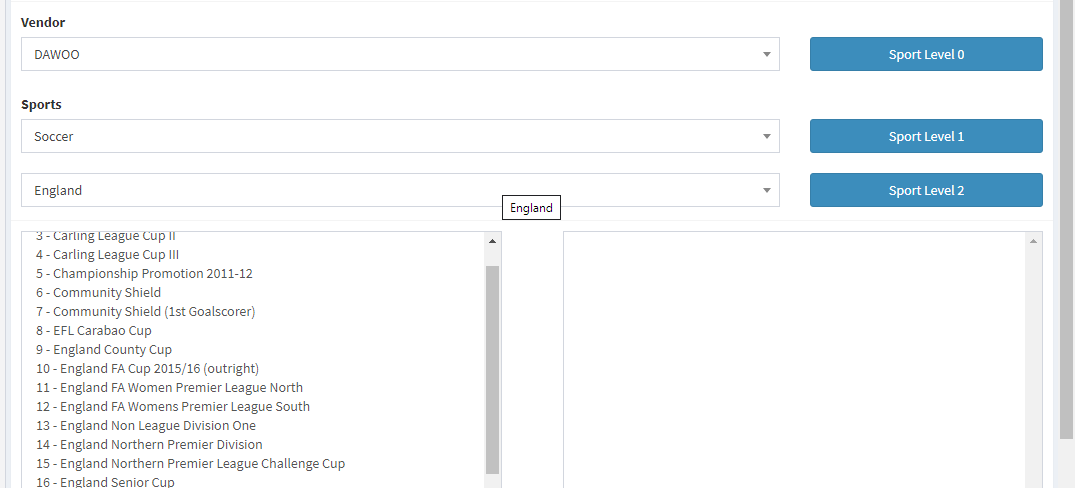 Vendor
DAWOO
Sport Level 0
Sports
Soccer
Sport Level 1
England
Sport Level 2
England
3 - Carling League Cup II
4 - Carling League Cup III
5 - Championship Promotion 2011-12
6 - Community Shield
7 - Community Shield (1st Goalscorer)
8 - EFL Carabao Cup
9 - England County Cup
10 - England FA Cup 2015/16 (outright)
11 - England FA Women Premier League North
12 - England FA Womens Premier League South
13 - England Non League Division One
14 - England Northern Premier Division
15 - England Northern Premier League Challenge Cup
16 - England Senior Cup